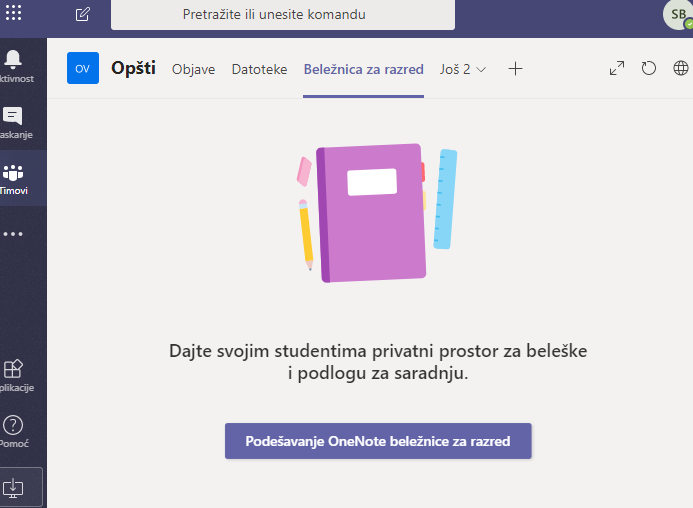 Pretražite ili unesite komandu
SB
OV Opšti Objave Datoteke Beležnica za razred Još 2
ktivnost
askanje
Timovi
Dajte svojim studentima privatni prostor za beleške
i podlogu za saradnju.
plikacije
Podešavanje OneNote beležnice za razred
Pomoć